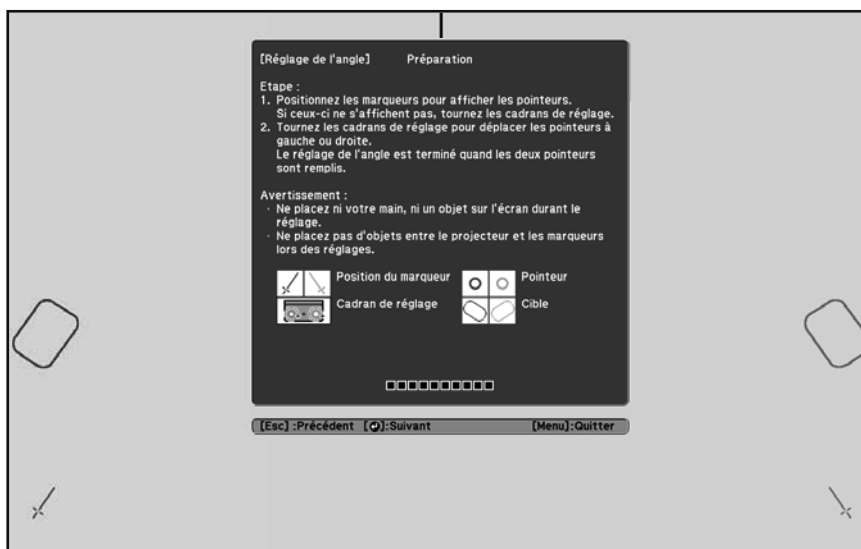 [Réglage de l'angle] Préparation
Etape :
1. Positionnez les marqueurs pour afficher les pointeurs.
Si ceux-ci ne s'affichent pas, tournez les cadrans de réglage.
2. Tournez les cadrans de réglage pour déplacer les pointeurs à
gauche ou droite.
Le réglage de l'angle est terminé quand les deux pointeurs
sont remplis.
Avertissement :
· Ne placez ni votre main, ni un objet sur l'écran durant le
réglage.
· Ne placez pas d'objets entre le projecteur et les marqueurs
lors des réglages.
Position du marqueur Pointeur
Cadran de réglage Cible
[Esc] :Précédent [⏎]:Suivant [Menu]:Quitter